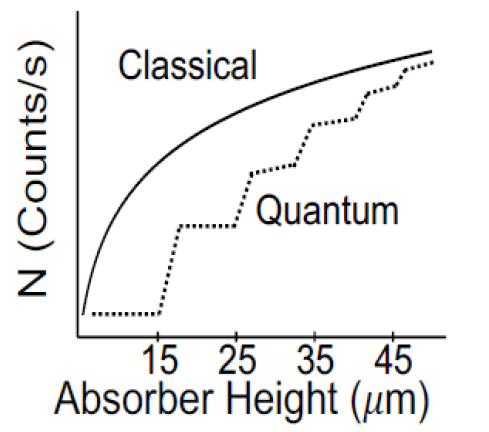 Classical
N (Counts/s)
Quantum
15 25 35 45
Absorber Height (μm)